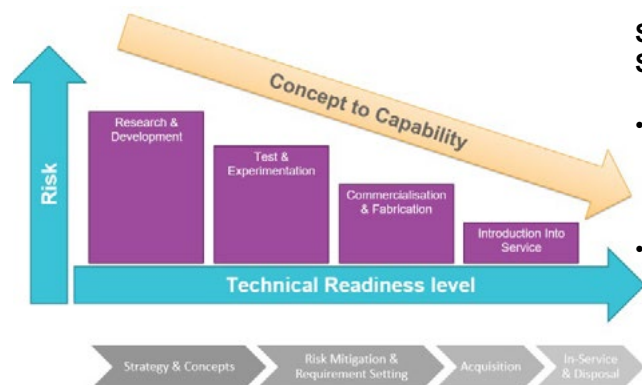 Concept to Capability
Risk
Research &
Development
Test &
Experimentation
Commercialisation
& Fabrication
Introduction Into
Service
Technical Readiness level
Strategy & Concepts
Risk Mitigation &
Requirement Setting
Acquisition
In-Service
& Disposal
S
S
•
•